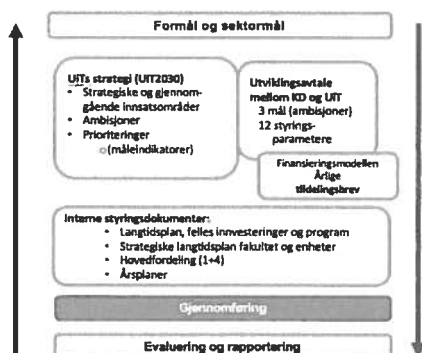 Formål og sektormål
UiTs strategi (UIT2030)
• Strategiske og gjennom-
gående innsatsområder
• Ambisjoner
• Prioriteringer
○(måleindikatorer)
Utviklingsavtale
mellom KD og UIT
3 mål (ambisjoner)
12 styrings-
parametere
Finansieringsmodellen
Årlige
tildelingsbrev
Interne styringsdokumenter:
• Langtidsplan, felles innvesteringer og program
• Strategiske langtidsplan fakultet og enheter
• Hovedfordeling (1+4)
• Årsplaner
Gjennomføring
Evaluering og rapportering